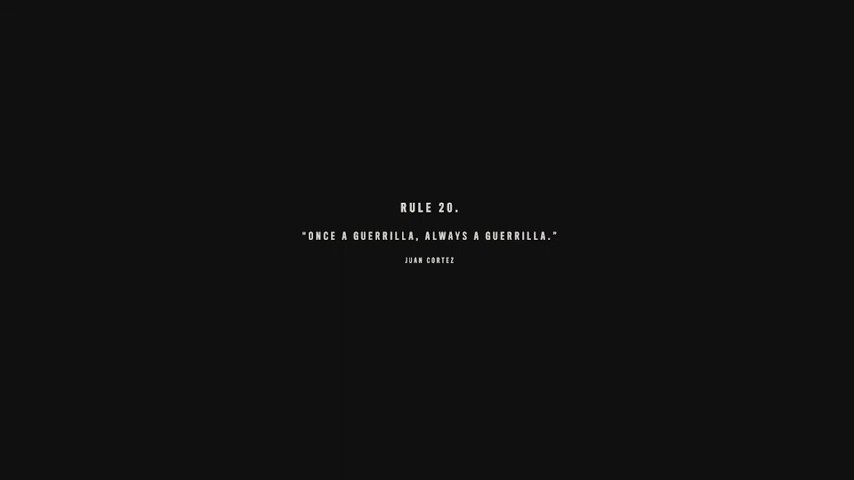 RULE 20.
“ONCE A GUERRILLA, ALWAYS A GUERRILLA.”
JUAN CORTEZ